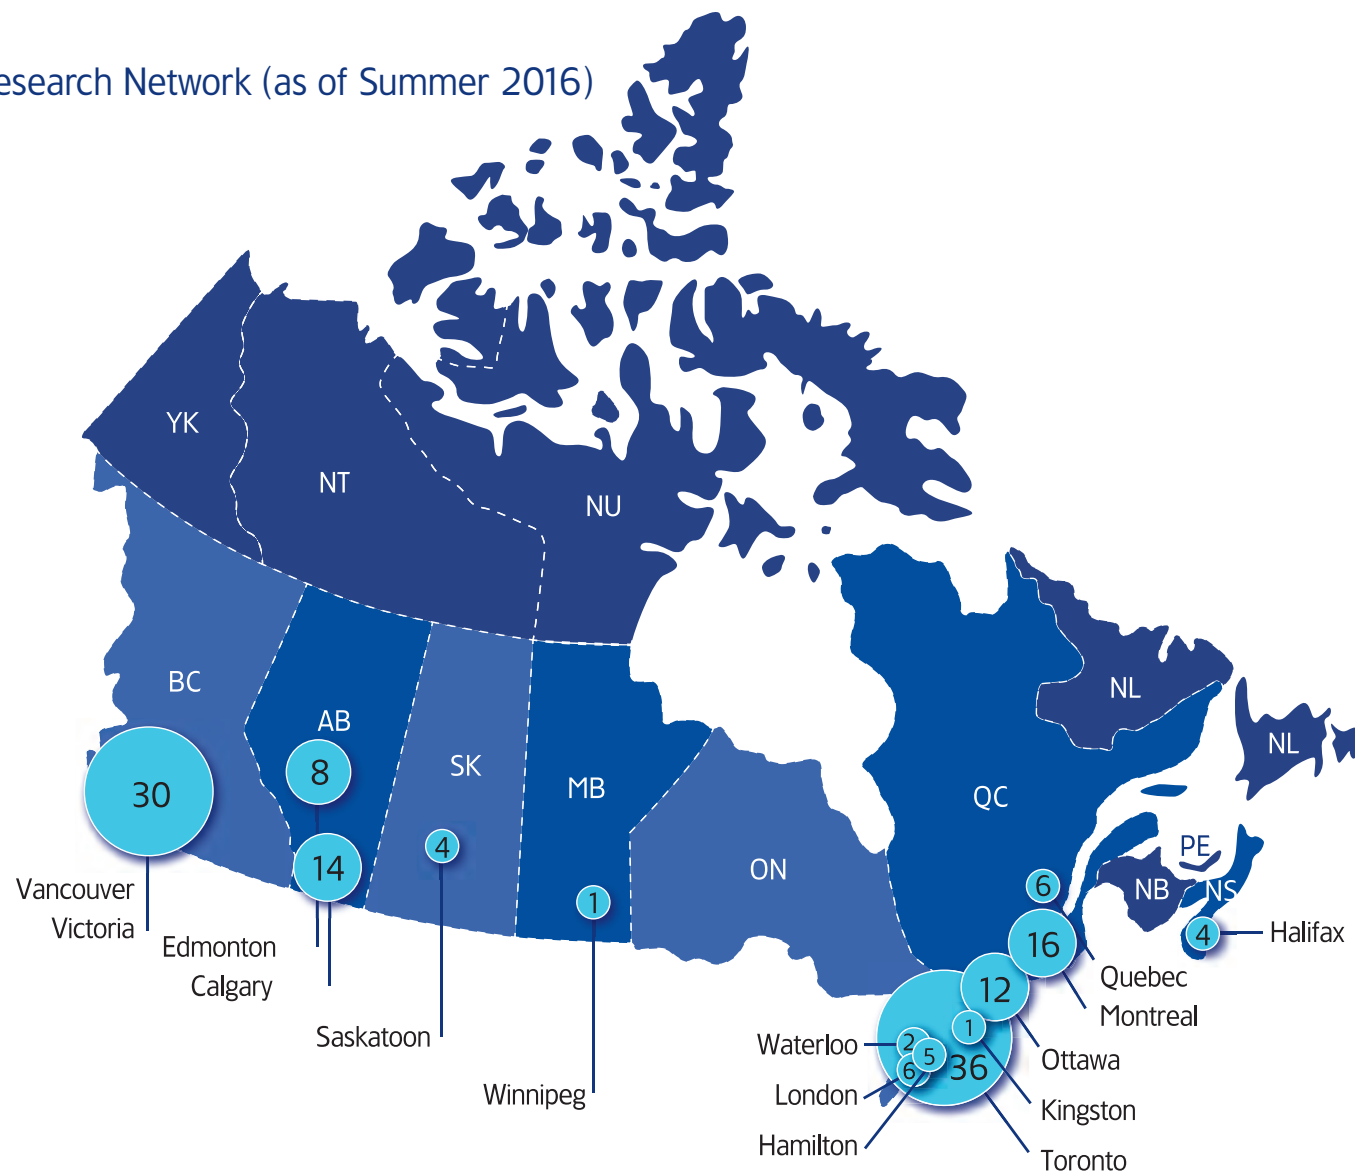 esearch Network (as of Summer 2016)
YK
NT
NU
BC
AB
SK
MB
ON
QC
NL
NL
PE
NB
NS
30
8
14
4
1
6
16
12
4
1
2
5
6
36
Vancouver
Victoria
Edmonton
Calgary
Saskatoon
Winnipeg
Waterloo
London
Hamilton
Halifax
Quebec
Montreal
Ottawa
Kingston
Toronto